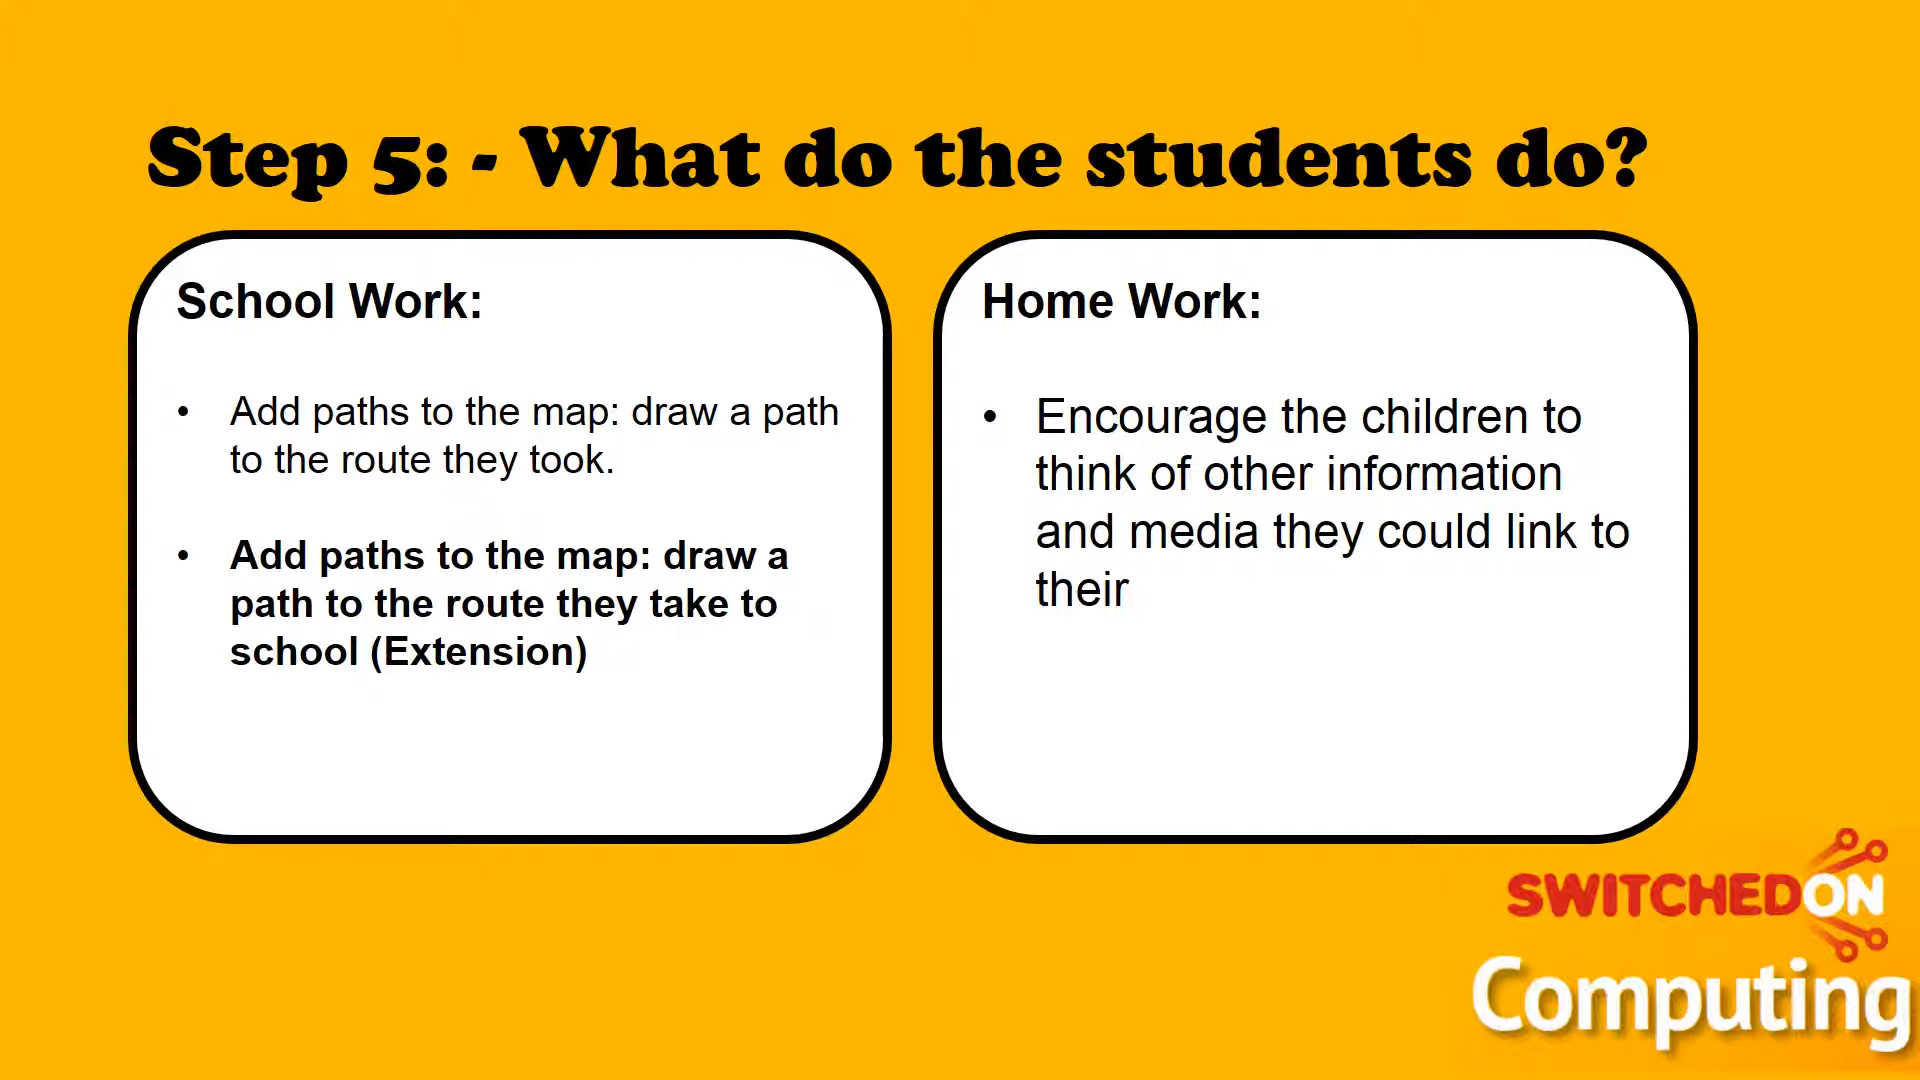 Step 5: - What do the students do?
School Work:
• Add paths to the map: draw a path
to the route they took.
• Add paths to the map: draw a
path to the route they take to
school (Extension)
Home Work:
• Encourage the children to
think of other information
and media they could link to
their
SWITCHEDON
Computing